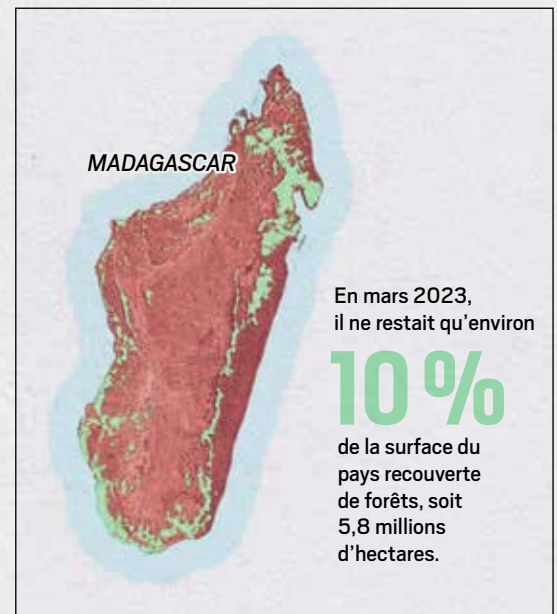 MADAGASCAR
En mars 2023,
il ne restait qu’environ
10 %
de la surface du
pays recouverte
de forêts, soit
5,8 millions
d’hectares.